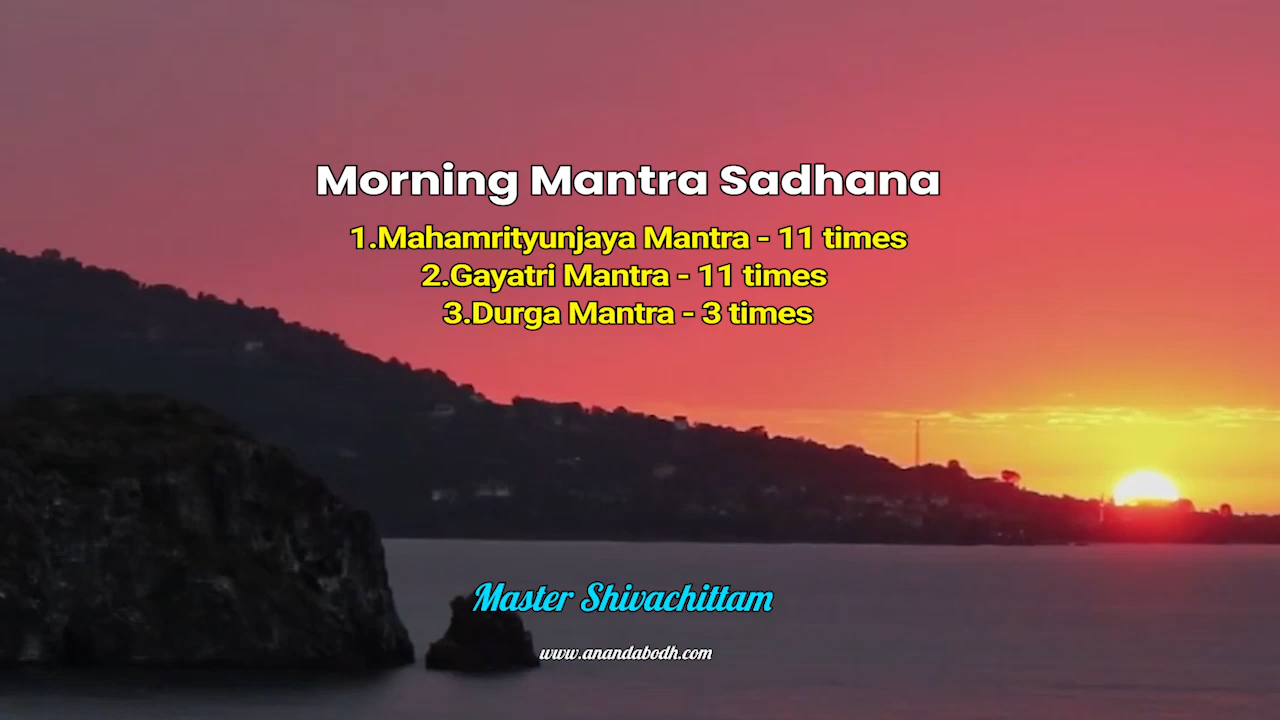 Morning Mantra Sadhana
1.Mahamrityunjaya Mantra - 11 times
2.Gayatri Mantra - 11 times
3.Durga Mantra - 3 times
Master Shivachittam
www.anandabodh.com